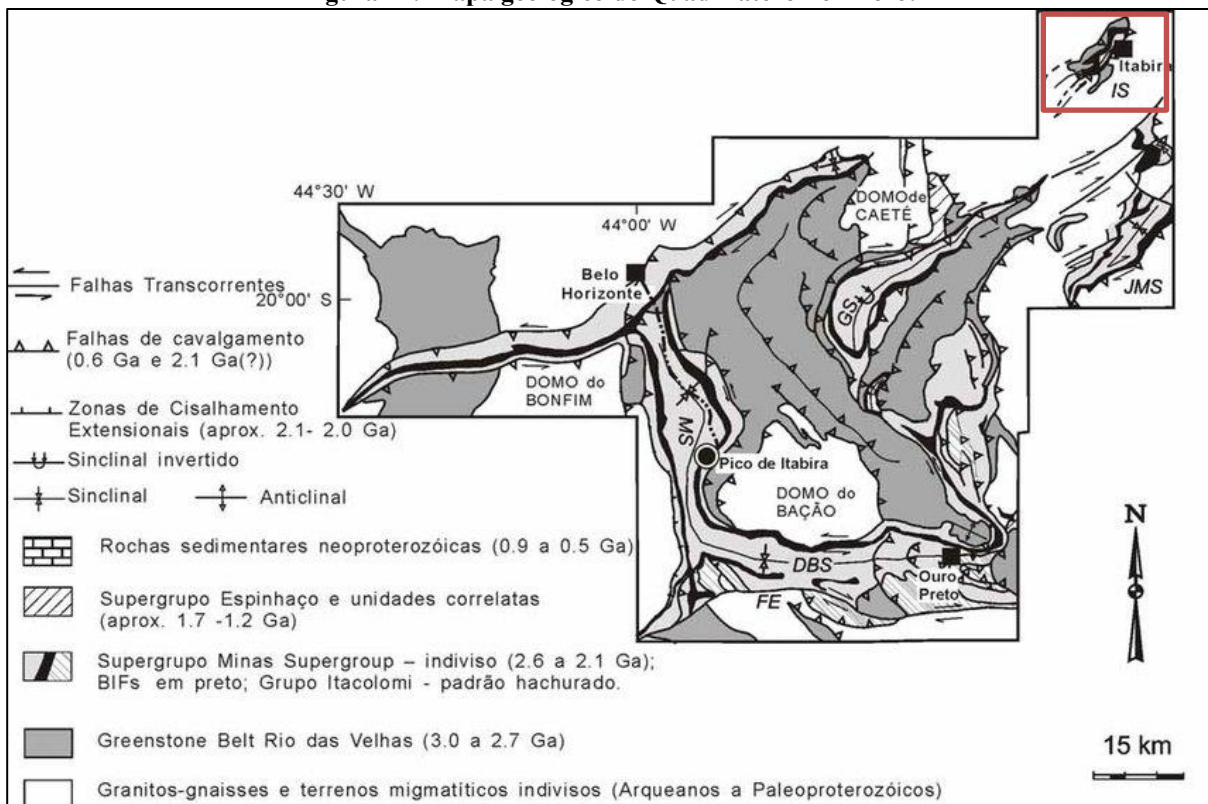 Itabira
IS
44°30' W
DOMO de
CAETÉ
44°00' W
Belo
Horizonte
Falhas Transcorrentes
20°00' S
GS
JMS
Falhas de cavalgamento
(0.6 Ga e 2.1 Ga(?))
DOMO do
BONFIM
Zonas de Cisalhamento
Extensionais (aprox. 2.1- 2.0 Ga)
MS
Sinclinal invertido
Pico de Itabira
Sinclinal
Anticlinal
DOMO do
BAÇÃO
N
Rochas sedimentares neoproterozóicas (0.9 a 0.5 Ga)
DBS
Ouro
Preto
FE
Supergrupo Espinhaço e unidades correlatas
(aprox. 1.7 -1.2 Ga)
Supergrupo Minas Supergroup – indiviso (2.6 a 2.1 Ga);
BIFs em preto; Grupo Itacolomi - padrão hachurado.
Greenstone Belt Rio das Velhas (3.0 a 2.7 Ga)
15 km
Granitos-gnaisses e terrenos migmatíticos indivisos (Arqueanos a Paleoproterozóicos)